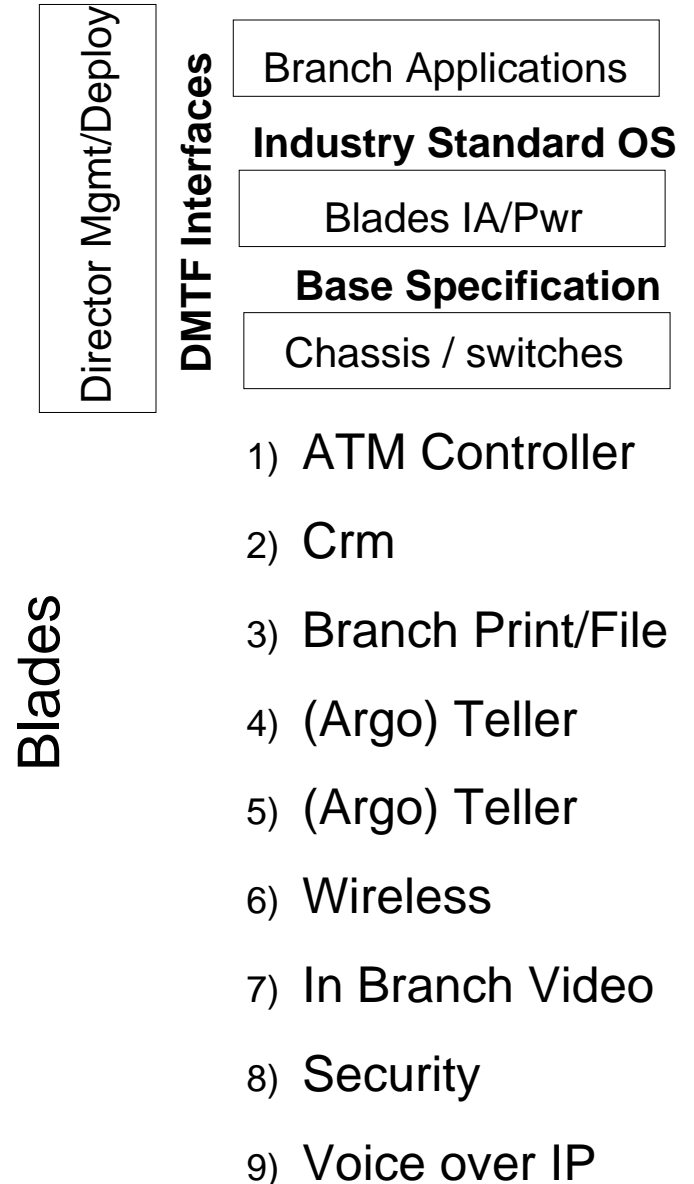 Director Mgmt/Deploy
DMTF Interfaces
Branch Applications
Industry Standard OS
Blades IA/Pwr
Base Specification
Chassis / switches
Blades
1) ATM Controller
2) Crm
3) Branch Print/File
4) (Argo) Teller
5) (Argo) Teller
6) Wireless
7) In Branch Video
8) Security
9) Voice over IP